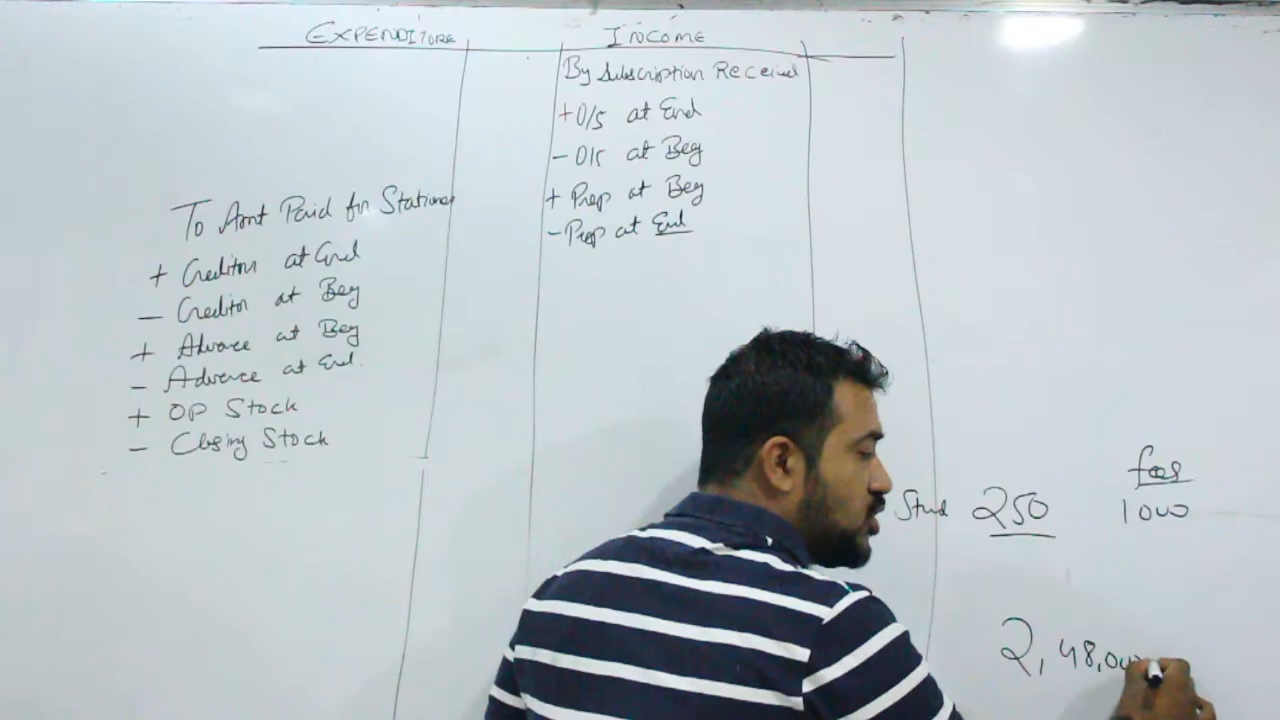 EXPENDITURE
INCOME
By Subscription Received
+ O/S at End
- O/S at Beg
+ Prep at Beg
- Prep at End
To Amt Paid for Stationery
+ Creditors at End
- Creditor at Beg
+ Advance at Beg
- Advance at End.
+ OP Stock
- Closing Stock
fees
Stud 250 1000
2,48,00